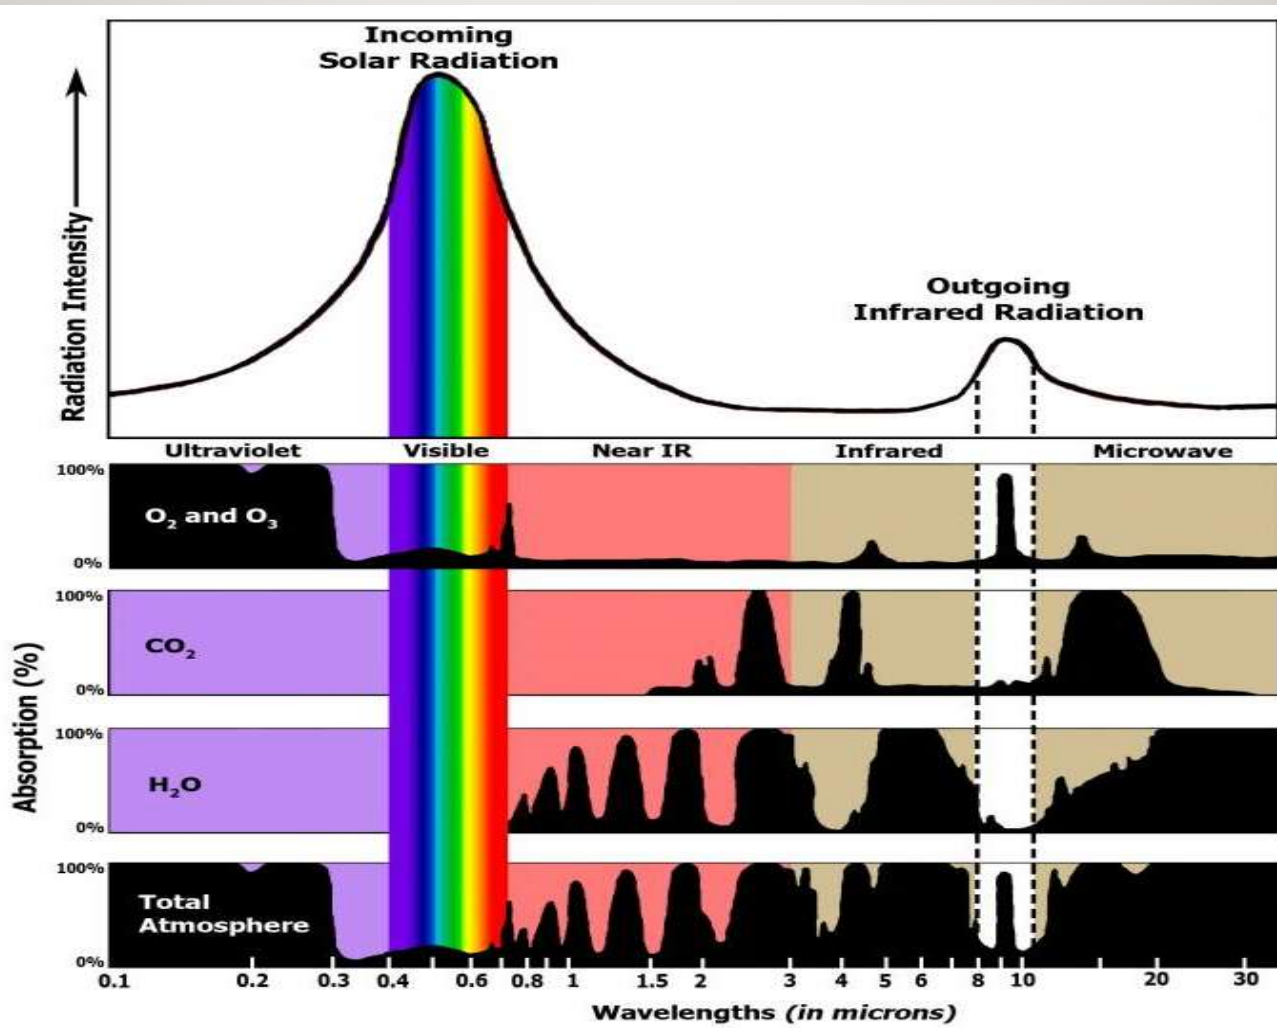 Incoming
Solar Radiation
Radiation Intensity
Outgoing
Infrared Radiation
Ultraviolet Visible Near IR Infrared Microwave
100%
O₂ and O₃
0%
100%
CO₂
0%
Absorption (%)
100%
H₂O
0%
100%
Total
Atmosphere
0%
0.1 0.2 0.3 0.4 0.6 0.8 1 1.5 2 3 4 5 6 8 10 20 30
Wavelengths (in microns)